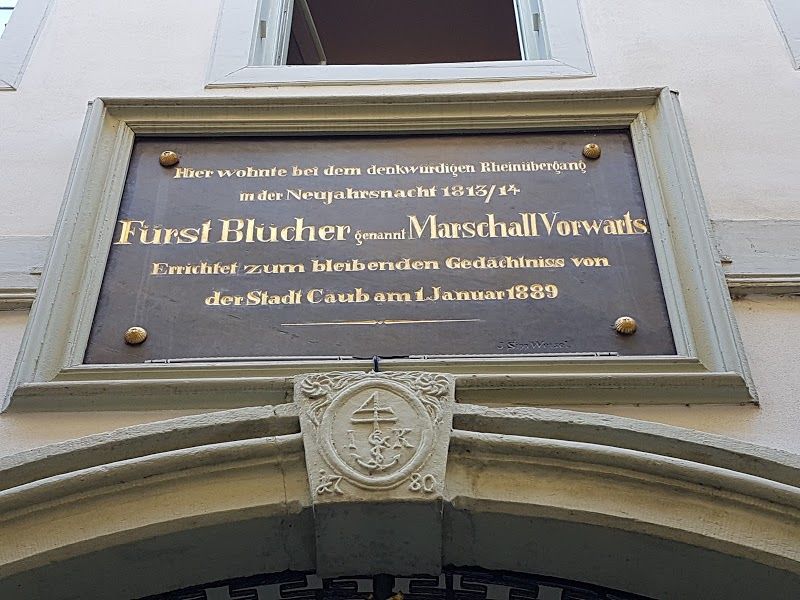 Hier wohnte bei dem denkwürdigen Rheinübergang
in der Neujahrsnacht 1813/14
Fürst Blücher genannt Marschall Vorwärts
Errichtet zum bleibenden Gedächtniss von
der Stadt Caub am 1 Januar 1889
I K
17 80